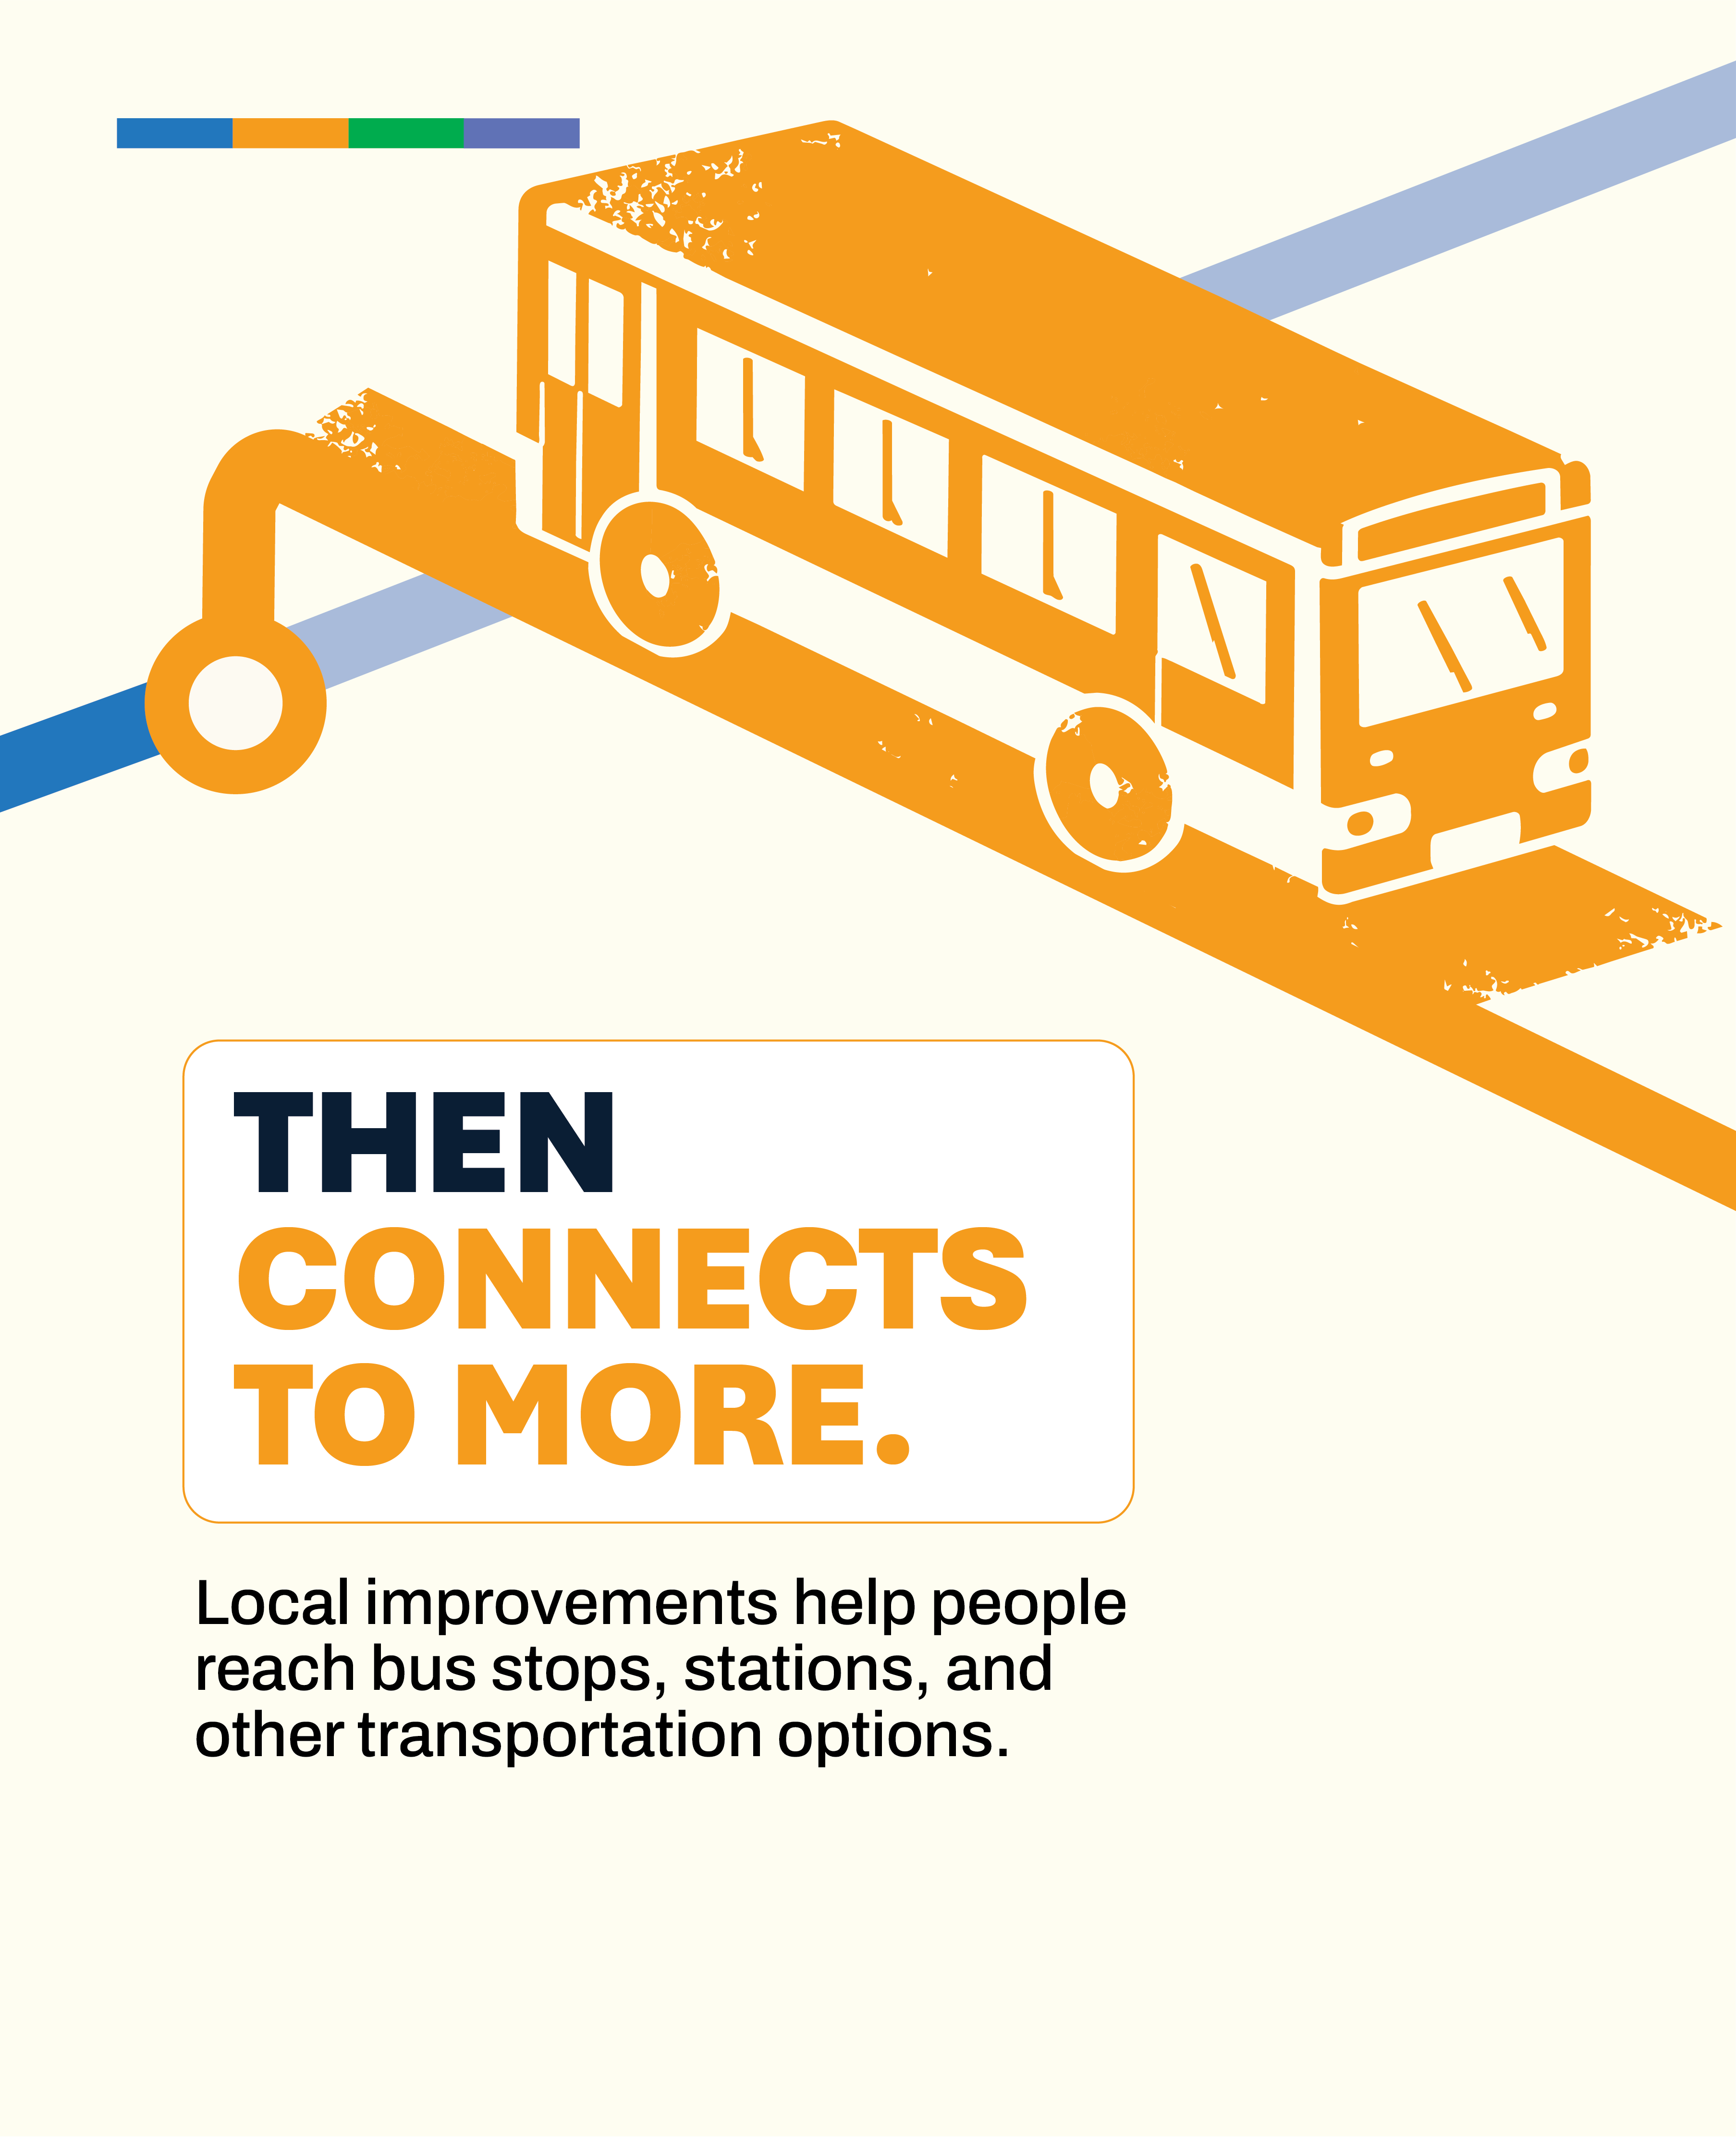 THEN
CONNECTS
TO MORE.
Local improvements help people
reach bus stops, stations, and
other transportation options.